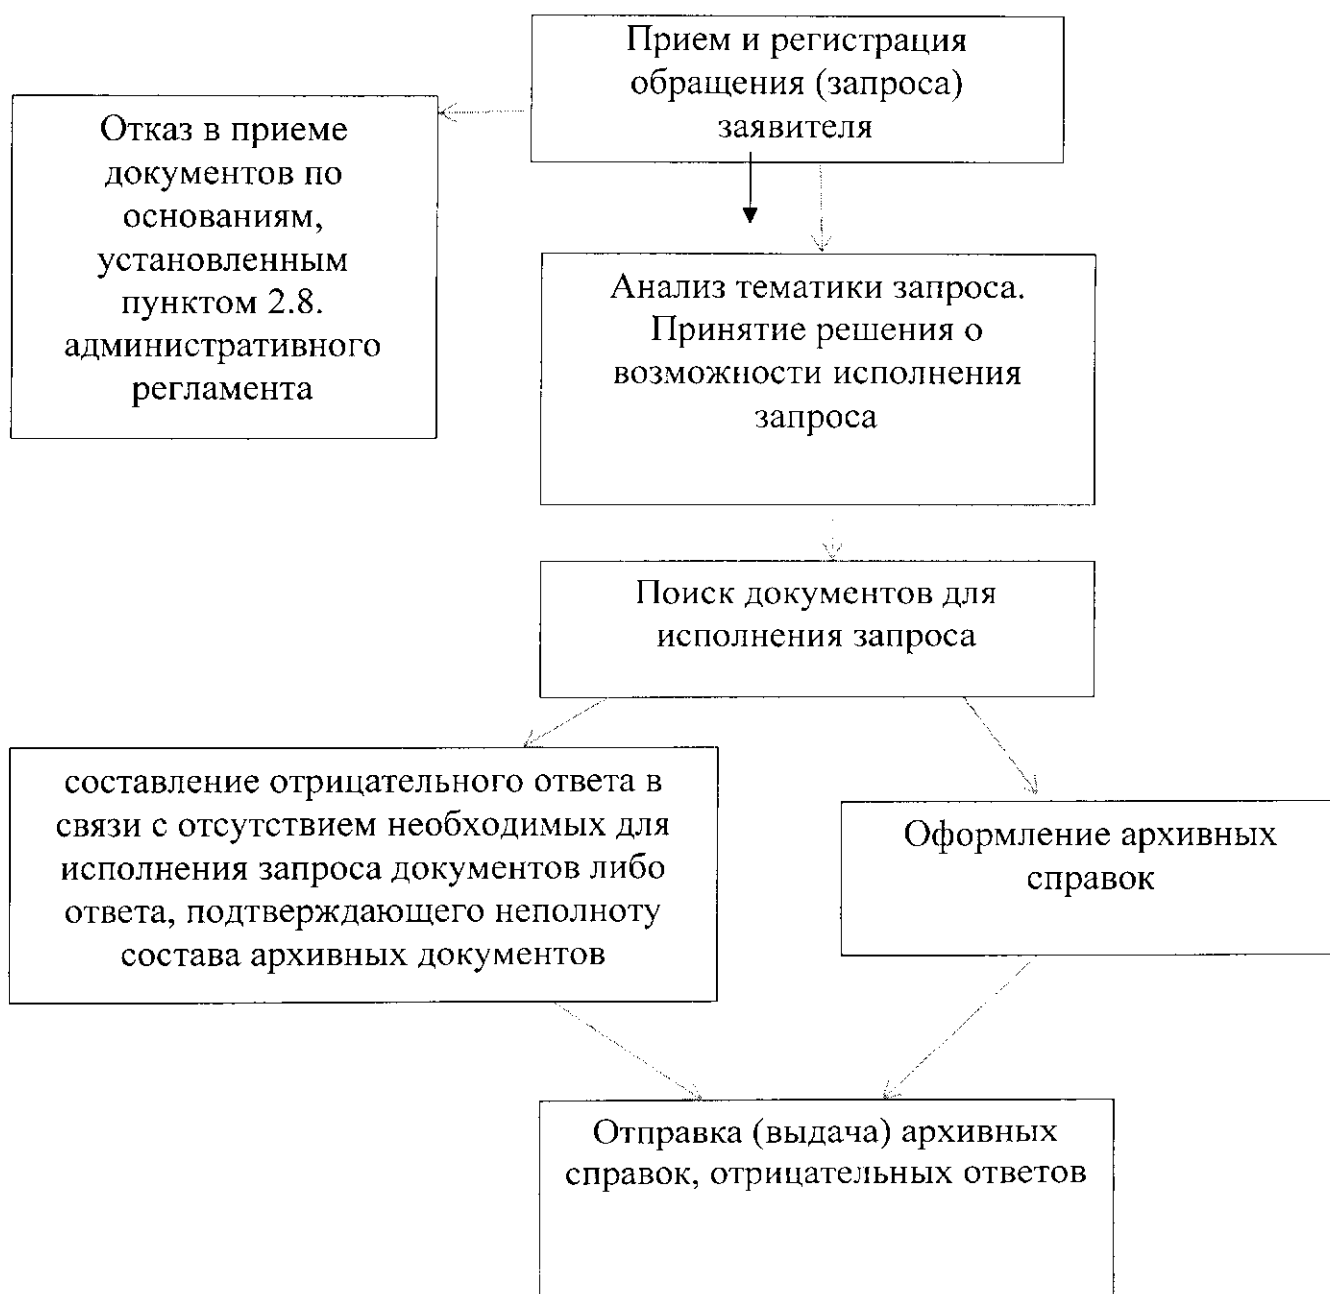 Прием и регистрация
обращения (запроса)
заявителя
Отказ в приеме
документов по
основаниям,
установленным
пунктом 2.8.
административного
регламента
Анализ тематики запроса.
Принятие решения о
возможности исполнения
запроса
Поиск документов для
исполнения запроса
составление отрицательного ответа в
связи с отсутствием необходимых для
исполнения запроса документов либо
ответа, подтверждающего неполноту
состава архивных документов
Оформление архивных
справок
Отправка (выдача) архивных
справок, отрицательных ответов